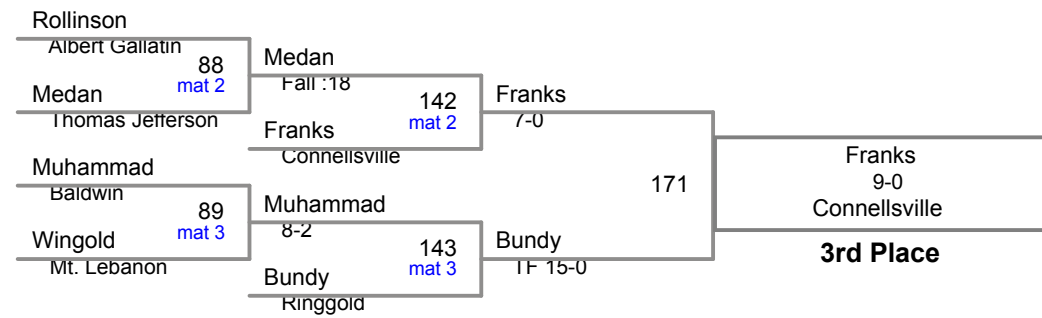 Rollinson
Albert Gallatin
88
mat 2
Medan
Thomas Jefferson
Muhammad
Baldwin
89
mat 3
Wingold
Mt. Lebanon
Medan
Fall :18
142
mat 2
Franks
Connellsville
Muhammad
8-2
143
mat 3
Bundy
Ringgold
Franks
7-0
171
Bundy
TF 15-0
Franks
9-0
Connellsville
3rd Place